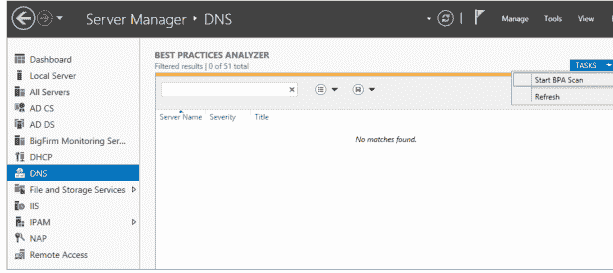 Server Manager ▸ DNS
Manage Tools View
Dashboard
Local Server
All Servers
AD CS
AD DS
BigFirm Monitoring Ser...
DHCP
DNS
File and Storage Services
IIS
IPAM
NAP
Remote Access
BEST PRACTICES ANALYZER
Filtered results | 0 of 51 total
TASKS
Start BPA Scan
Refresh
Server Name Severity Title
No matches found.